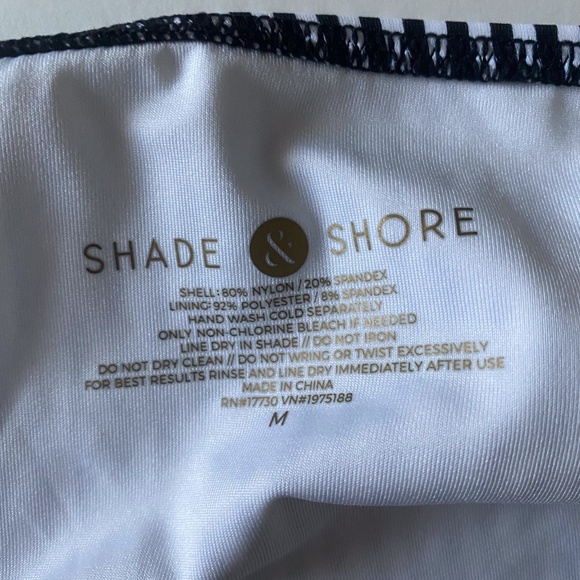 SHADE & SHORE
SHELL: 80% NYLON / 20% SPANDEX
LINING: 92% POLYESTER / 8% SPANDEX
HAND WASH COLD SEPARATELY
ONLY NON-CHLORINE BLEACH IF NEEDED
LINE DRY IN SHADE // DO NOT IRON
DO NOT DRY CLEAN // DO NOT WRING OR TWIST EXCESSIVELY
FOR BEST RESULTS RINSE AND LINE DRY IMMEDIATELY AFTER USE
MADE IN CHINA
RN#17730 VN#1975188
M